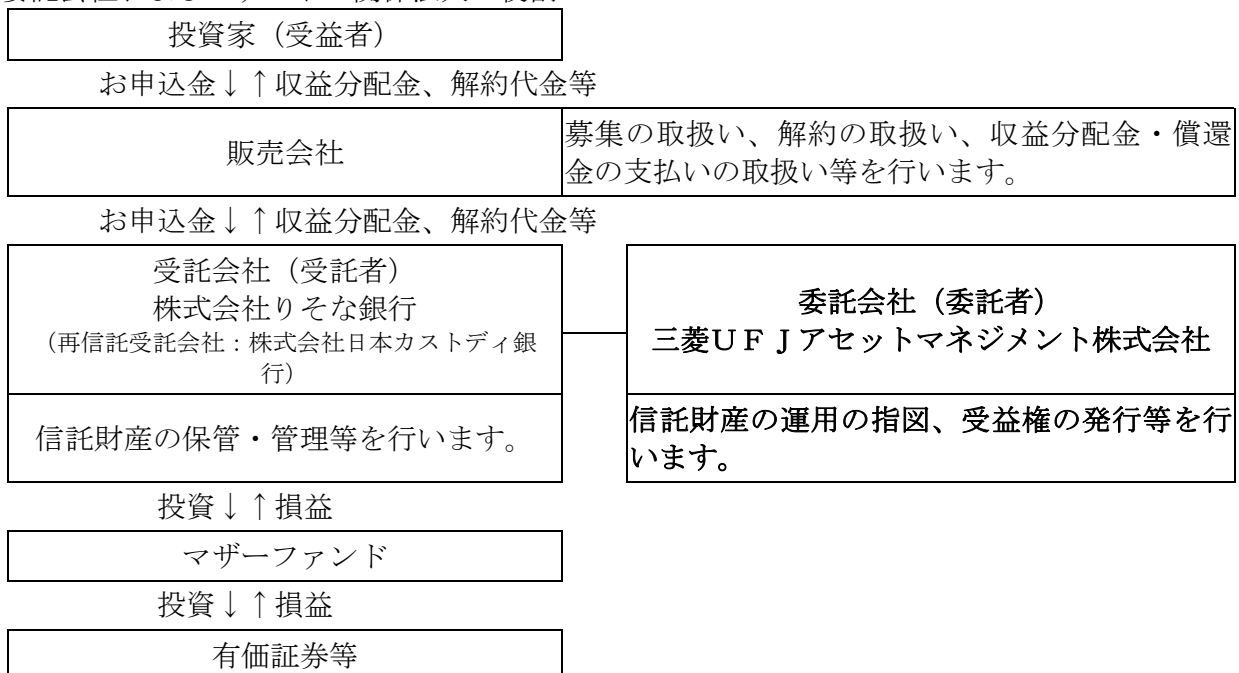 投資家（受益者）
お申込金↓↑収益分配金、解約代金等
販売会社
募集の取扱い、解約の取扱い、収益分配金・償還
金の支払いの取扱い等を行います。
お申込金↓↑収益分配金、解約代金等
受託会社（受託者）
株式会社りそな銀行
（再信託受託会社：株式会社日本カストディ銀
行）
委託会社（委託者）
三菱ＵＦＪアセットマネジメント株式会社
信託財産の保管・管理等を行います。
信託財産の運用の指図、受益権の発行等を行
います。
投資↓↑損益
マザーファンド
投資↓↑損益
有価証券等